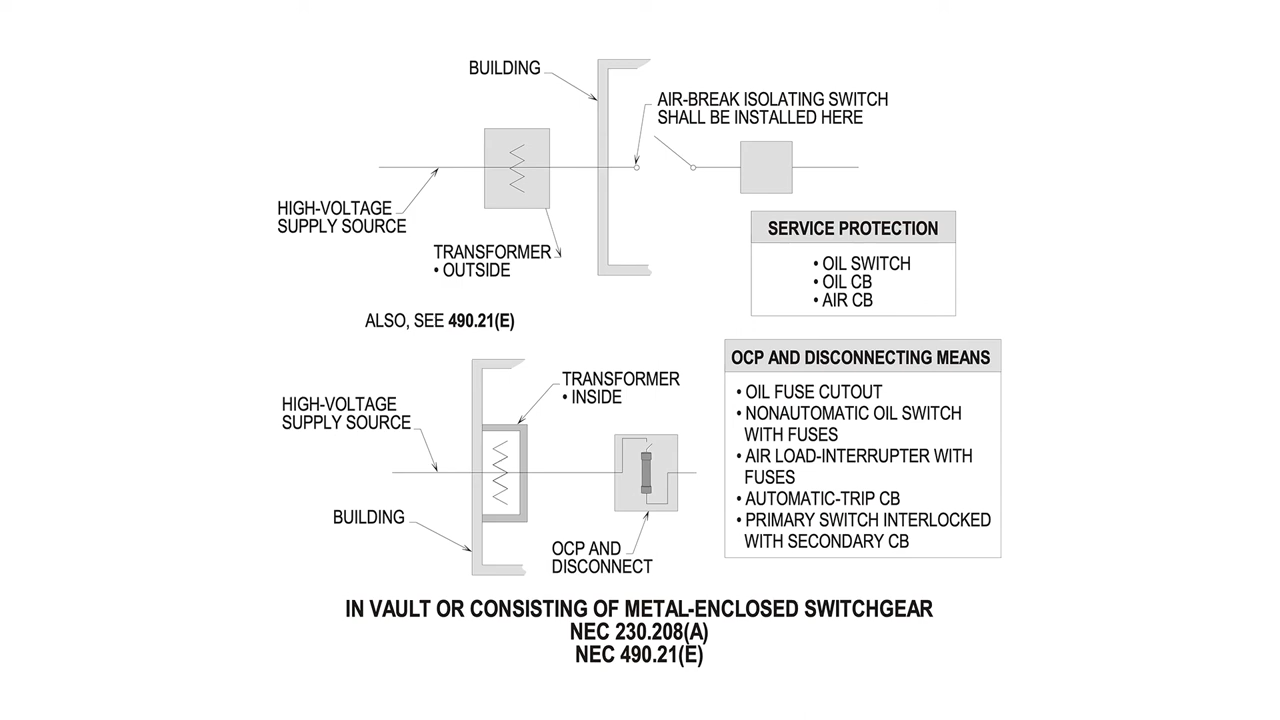 BUILDING
AIR-BREAK ISOLATING SWITCH
SHALL BE INSTALLED HERE
HIGH-VOLTAGE
SUPPLY SOURCE
TRANSFORMER
• OUTSIDE
SERVICE PROTECTION
• OIL SWITCH
• OIL CB
• AIR CB
ALSO, SEE 490.21(E)
TRANSFORMER
• INSIDE
HIGH-VOLTAGE
SUPPLY SOURCE
BUILDING
OCP AND
DISCONNECT
OCP AND DISCONNECTING MEANS
• OIL FUSE CUTOUT
• NONAUTOMATIC OIL SWITCH
WITH FUSES
• AIR LOAD-INTERRUPTER WITH
FUSES
• AUTOMATIC-TRIP CB
• PRIMARY SWITCH INTERLOCKED
WITH SECONDARY CB
IN VAULT OR CONSISTING OF METAL-ENCLOSED SWITCHGEAR
NEC 230.208(A)
NEC 490.21(E)